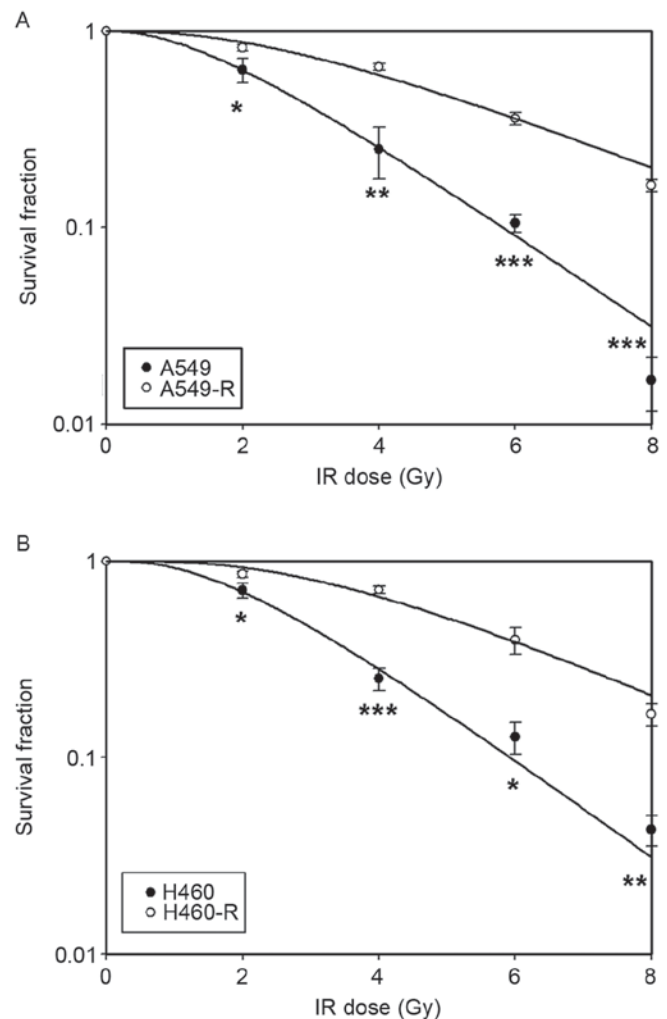 A
1
Survival fraction
*
**
***
0.1
***
A549
A549-R
0.01
0 2 4 6 8
IR dose (Gy)
B
1
Survival fraction
*
***
0.1
*
**
H460
H460-R
0.01
0 2 4 6 8
IR dose (Gy)